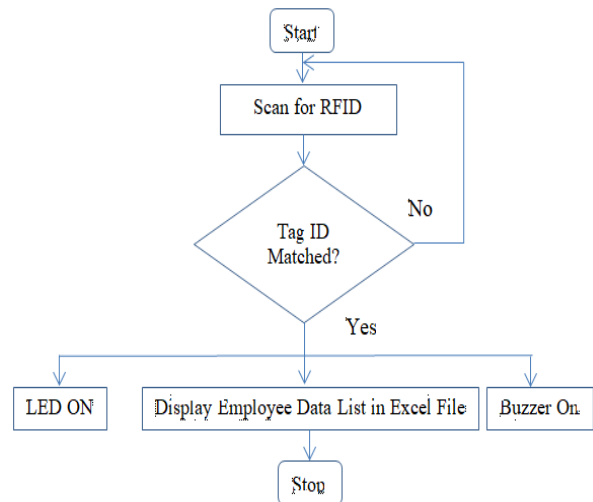 Start
Scan for RFID
No
Tag ID
Matched?
Yes
LED ON
Display Employee Data List in Excel File
Buzzer On
Stop